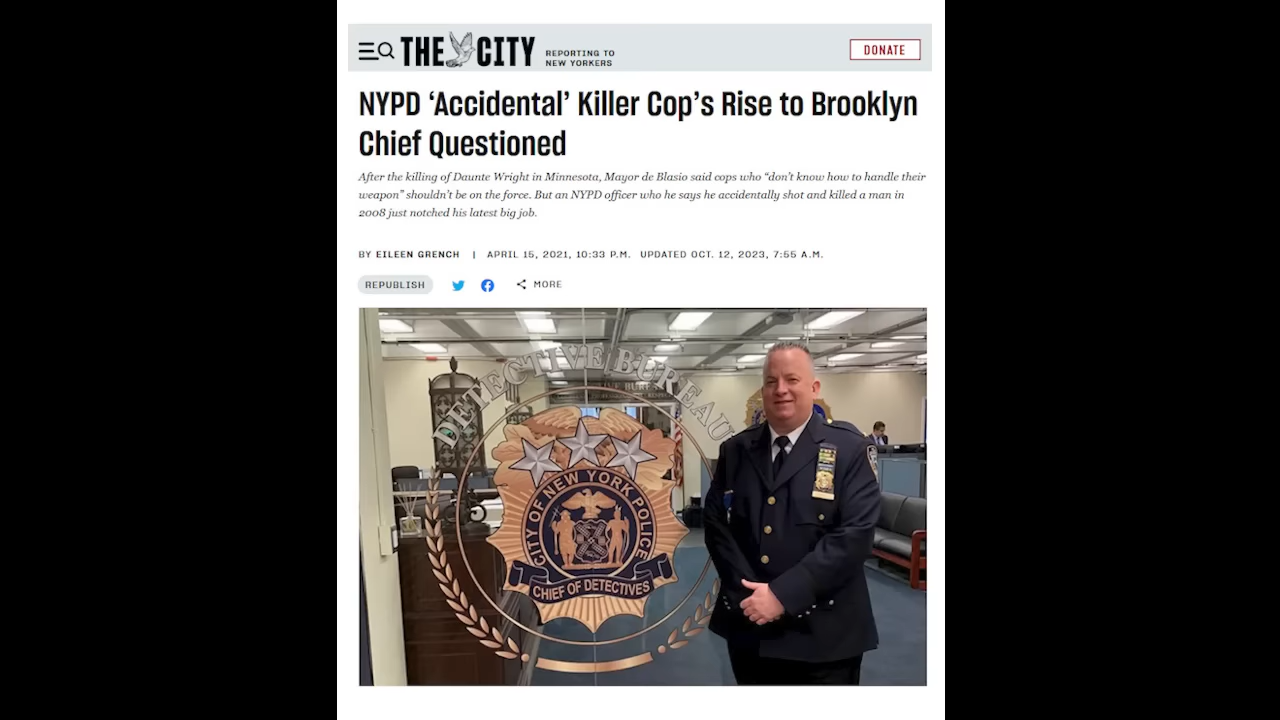 THE CITY
REPORTING TO
NEW YORKERS
DONATE
NYPD ‘Accidental’ Killer Cop’s Rise to Brooklyn
Chief Questioned
After the killing of Daunte Wright in Minnesota, Mayor de Blasio said cops who “don’t know how to handle their
weapon” shouldn’t be on the force. But an NYPD officer who he says he accidentally shot and killed a man in
2008 just notched his latest big job.
BY EILEEN GRENCH | APRIL 15, 2021, 10:33 P.M. UPDATED OCT. 12, 2023, 7:55 A.M.
REPUBLISH
MORE
DETECTIVE BUREAU
CITY OF NEW YORK POLICE
CHIEF OF DETECTIVES